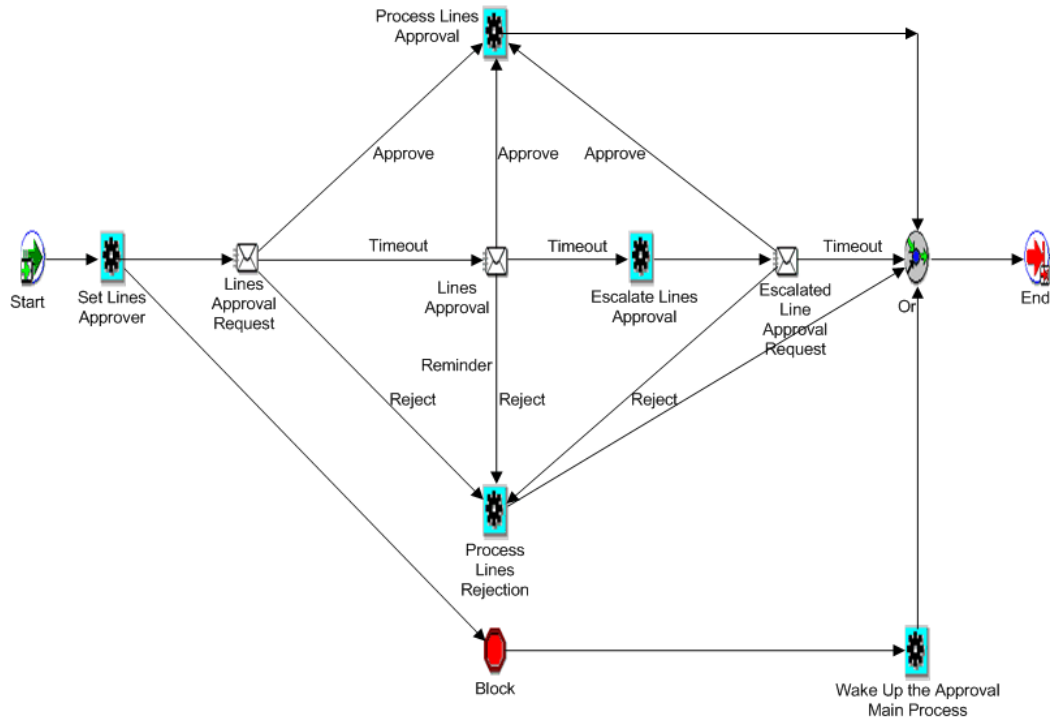 Process Lines
Approval
Approve
Approve
Approve
Timeout
Timeout
Timeout
Start
Set Lines
Approver
Lines
Approval
Request
Lines
Approval
Escalate Lines
Approval
Escalated
Line
Approval
Request
Or
End
Reminder
Reject
Reject
Reject
Process
Lines
Rejection
Block
Wake Up the Approval
Main Process